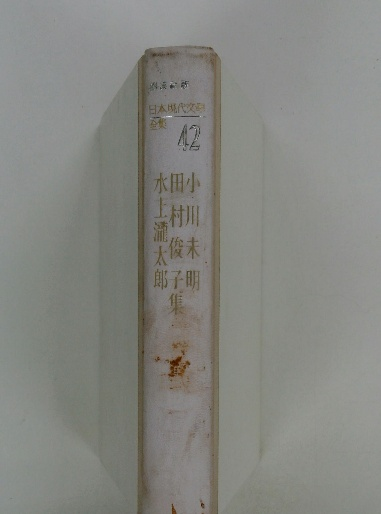 日本現代文学
全集
42
小川未明
田村俊子集
水上瀧太郎